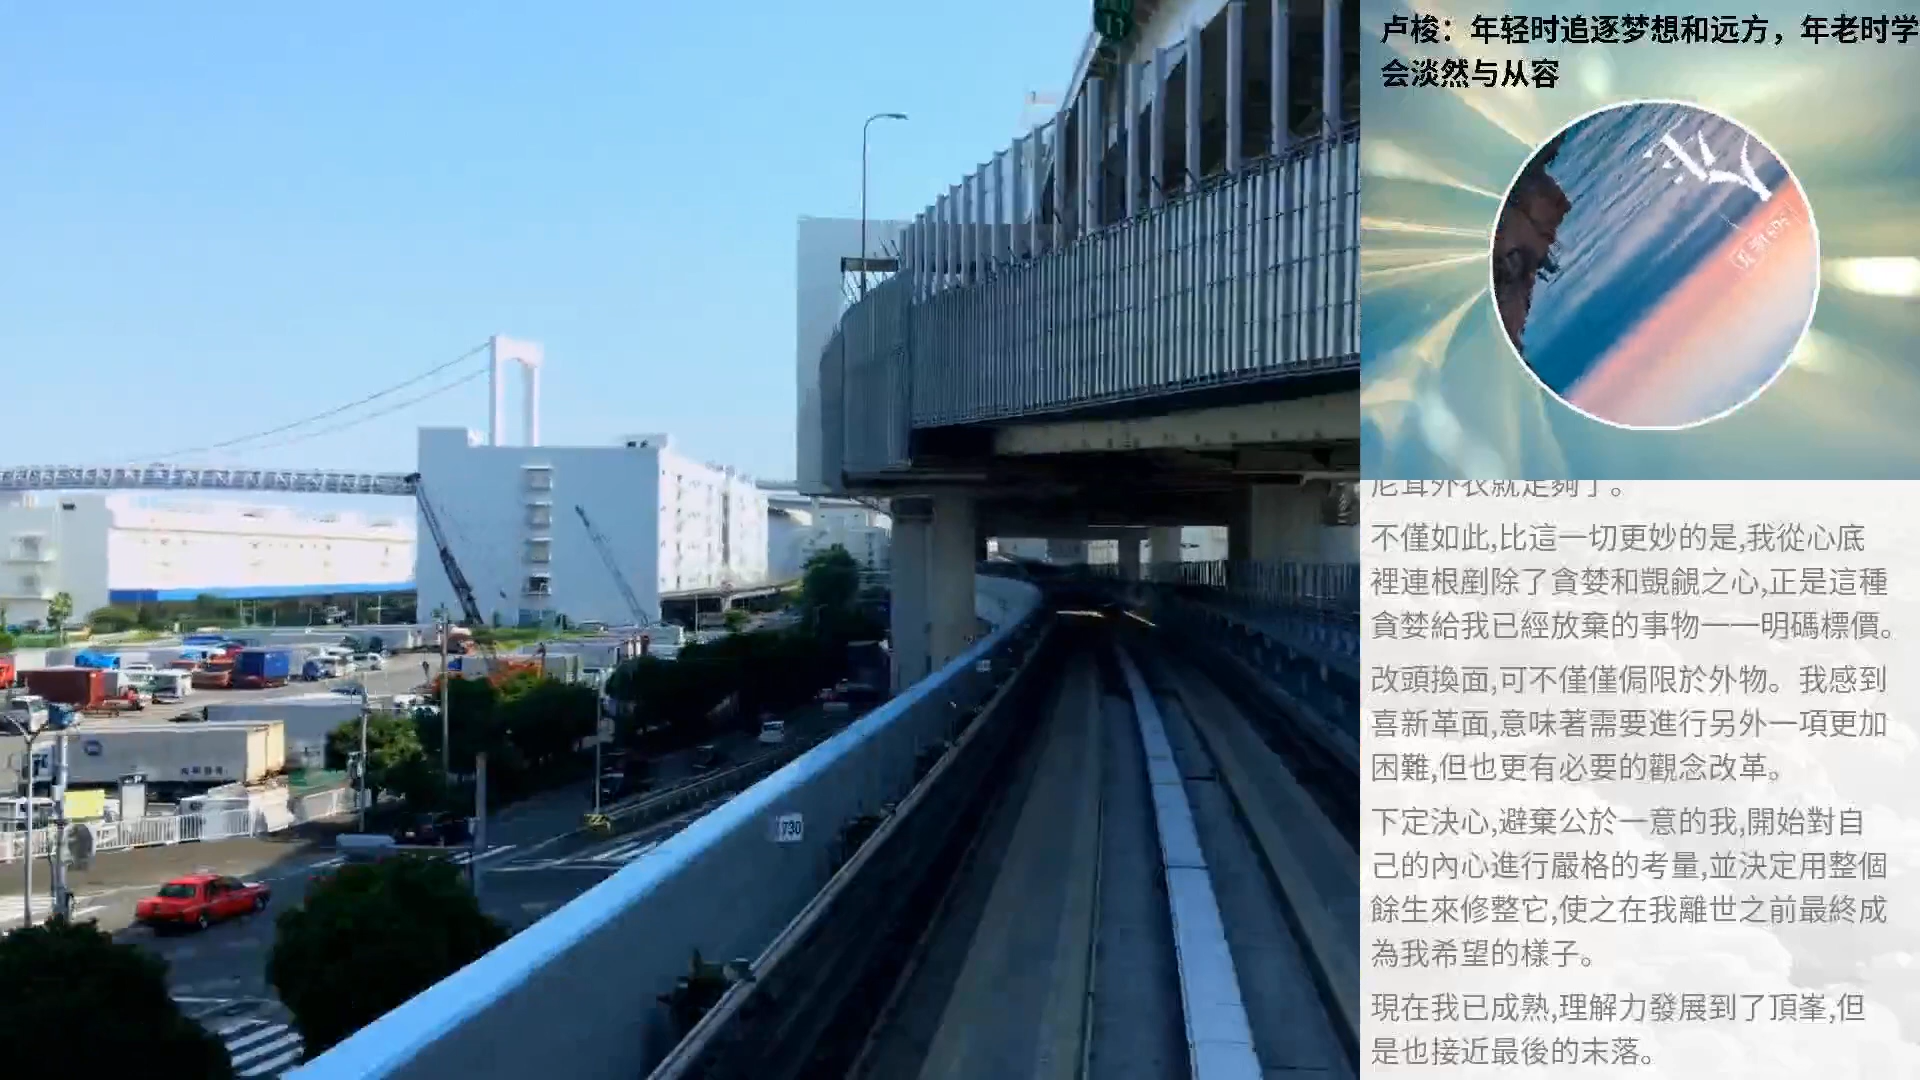 卢梭：年轻时追逐梦想和远方，年老时学
会淡然与从容
尼耳外衣就足夠了。
不僅如此,比這一切更妙的是,我從心底
裡連根剷除了貪婪和覬覦之心,正是這種
貪婪給我已經放棄的事物一一明碼標價。
改頭換面,可不僅僅侷限於外物。我感到
喜新革面,意味著需要進行另外一項更加
困難,但也更有必要的觀念改革。
下定決心,避棄公於一意的我,開始對自
己的內心進行嚴格的考量,並決定用整個
餘生來修整它,使之在我離世之前最終成
為我希望的樣子。
現在我已成熟,理解力發展到了頂峯,但
是也接近最後的末落。
730